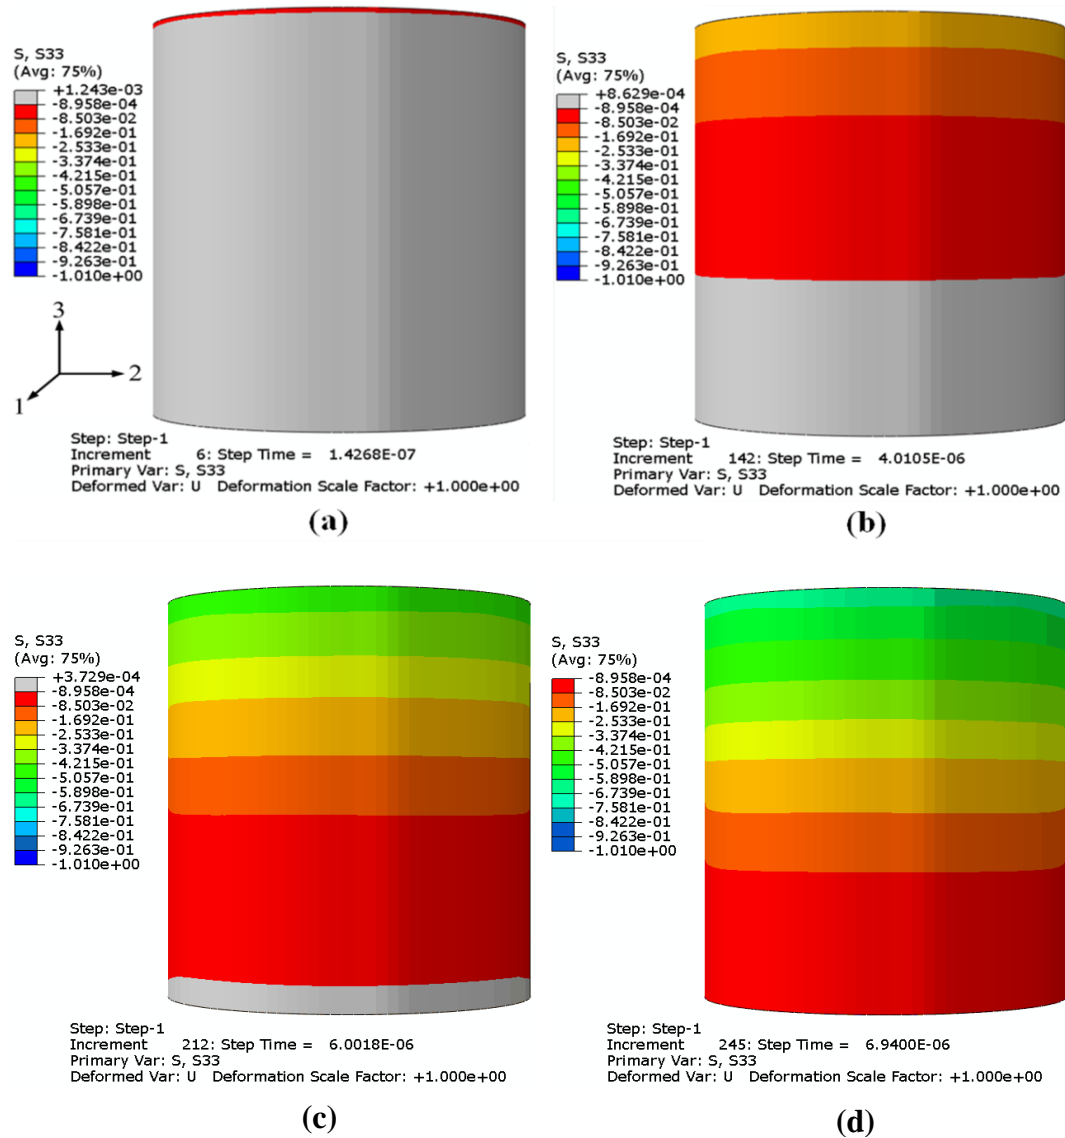 S, S33
(Avg: 75%)
+1.243e-03
-8.958e-04
-8.503e-02
-1.692e-01
-2.533e-01
-3.374e-01
-4.215e-01
-5.057e-01
-5.898e-01
-6.739e-01
-7.581e-01
-8.422e-01
-9.263e-01
-1.010e+00
3
2
1
Step: Step-1
Increment 6: Step Time = 1.4268E-07
Primary Var: S, S33
Deformed Var: U Deformation Scale Factor: +1.000e+00
(a)
S, S33
(Avg: 75%)
+8.629e-04
-8.958e-04
-8.503e-02
-1.692e-01
-2.533e-01
-3.374e-01
-4.215e-01
-5.057e-01
-5.898e-01
-6.739e-01
-7.581e-01
-8.422e-01
-9.263e-01
-1.010e+00
Step: Step-1
Increment 142: Step Time = 4.0105E-06
Primary Var: S, S33
Deformed Var: U Deformation Scale Factor: +1.000e+00
(b)
S, S33
(Avg: 75%)
+3.729e-04
-8.958e-04
-8.503e-02
-1.692e-01
-2.533e-01
-3.374e-01
-4.215e-01
-5.057e-01
-5.898e-01
-6.739e-01
-7.581e-01
-8.422e-01
-9.263e-01
-1.010e+00
Step: Step-1
Increment 212: Step Time = 6.0018E-06
Primary Var: S, S33
Deformed Var: U Deformation Scale Factor: +1.000e+00
(c)
S, S33
(Avg: 75%)
-8.958e-04
-8.503e-02
-1.692e-01
-2.533e-01
-3.374e-01
-4.215e-01
-5.057e-01
-5.898e-01
-6.739e-01
-7.581e-01
-8.422e-01
-9.263e-01
-1.010e+00
Step: Step-1
Increment 245: Step Time = 6.9400E-06
Primary Var: S, S33
Deformed Var: U Deformation Scale Factor: +1.000e+00
(d)